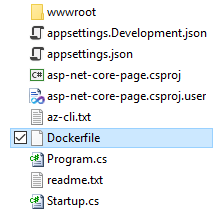 wwwroot
appsettings.Development.json
appsettings.json
asp-net-core-page.csproj
asp-net-core-page.csproj.user
az-cli.txt
Dockerfile
Program.cs
readme.txt
Startup.cs